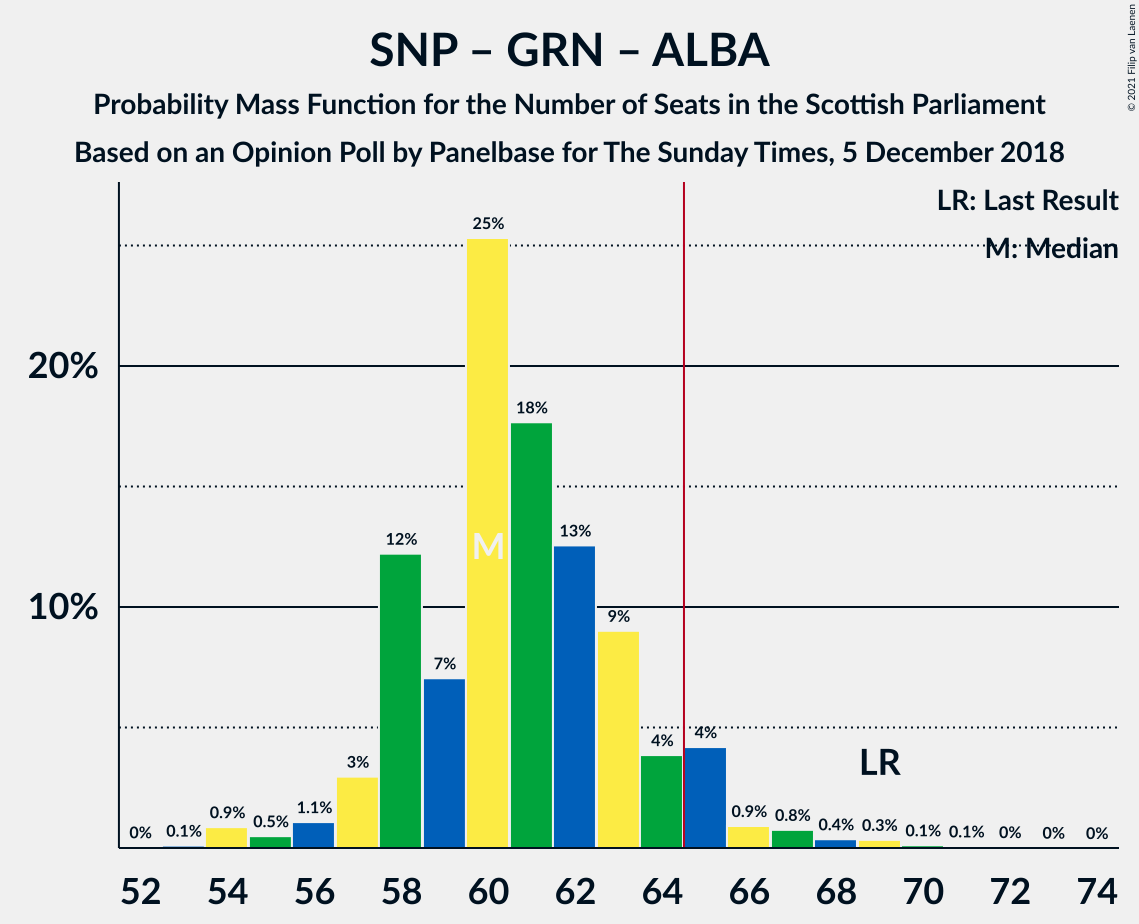 SNP – GRN – ALBA
Probability Mass Function for the Number of Seats in the Scottish Parliament
Based on an Opinion Poll by Panelbase for The Sunday Times, 5 December 2018
© 2021 Filip van Laenen
LR: Last Result
M: Median
25%
20%
18%
13%
12%
M
10%
9%
7%
4%
4%
LR
3%
0% 0.1% 0.9% 0.5% 1.1% 0.9% 0.8% 0.4% 0.3% 0.1% 0.1% 0% 0% 0%
52 54 56 58 60 62 64 66 68 70 72 74